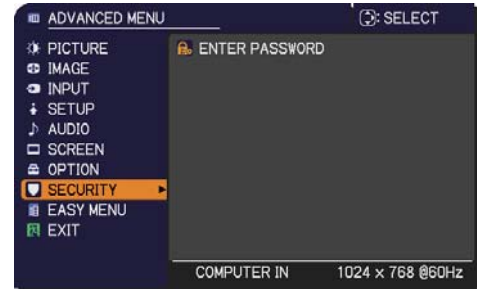 ADVANCED MENU : SELECT
PICTURE
IMAGE
INPUT
SETUP
AUDIO
SCREEN
OPTION
SECURITY
EASY MENU
EXIT
ENTER PASSWORD
COMPUTER IN 1024 x 768 @60Hz